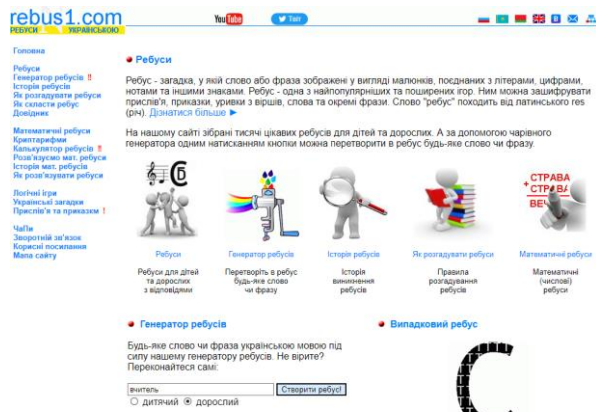 rebus1.com
РЕБУСИ УКРАЇНСЬКОЮ
YouTube
Твіт
Головна
Ребуси
Генератор ребусів !!
Історія ребусів
Як розгадувати ребуси
Як скласти ребус
Довідник
Математичні ребуси
Криптарифми
Калькулятор ребусів !!
Розв'язуємо мат. ребуси
Історія мат. ребусів
Як розв'язувати ребуси
Логічні ігри
Українські загадки
Прислів'я та приказки !
ЧаПи
Зворотній зв'язок
Корисні посилання
Мапа сайту
Ребуси
Ребус - загадка, у якій слово або фраза зображені у вигляді малюнків, поєднаних з літерами, цифрами,
нотами та іншими знаками. Ребус - одна з найпопулярніших та поширених ігор. Ним можна зашифрувати
прислів'я, приказки, уривки з віршів, слова та окремі фрази. Слово "ребус" походить від латинського res
(річ). Дізнатися більше ►
На нашому сайті зібрані тисячі цікавих ребусів для дітей та дорослих. А за допомогою чарівного
генератора одним натисканням кнопки можна перетворити в ребус будь-яке слово чи фразу.
СТРАВА
+ СТРАВА
ВЕ
Ребуси
Ребуси для дітей
та дорослих
з відповідями
Генератор ребусів
Перетворіть в ребус
будь-яке слово
чи фразу
Історія ребусів
Історія
виникнення
ребусів
Як розгадувати ребуси
Правила
розгадування
ребусів
Математичні ребуси
Математичні
(числові)
ребуси
Генератор ребусів
Будь-яке слово чи фраза українською мовою під
силу нашому генератору ребусів. Не вірите?
Переконайтеся самі:
вчитель
Створити ребус!
дитячий дорослий
Випадковий ребус